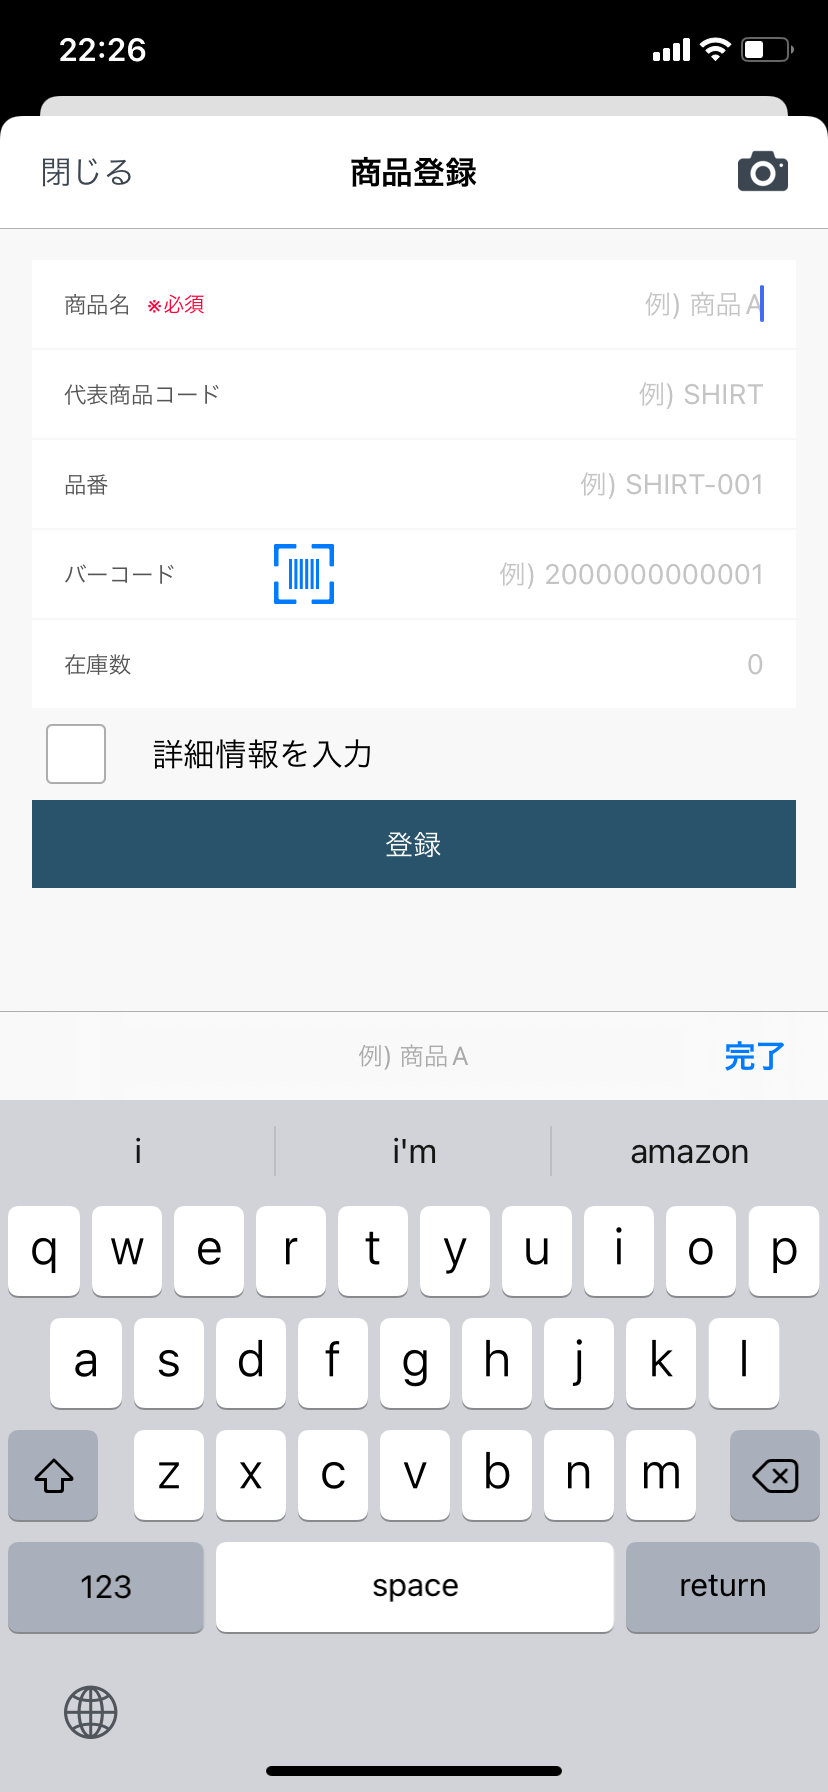 22:26
閉じる 商品登録
商品名 ※必須 例) 商品A
代表商品コード 例) SHIRT
品番 例) SHIRT-001
バーコード 例) 2000000000001
在庫数 0
詳細情報を入力
登録
例) 商品A 完了
i i'm amazon
q w e r t y u i o p
a s d f g h j k l
z x c v b n m
123 space return